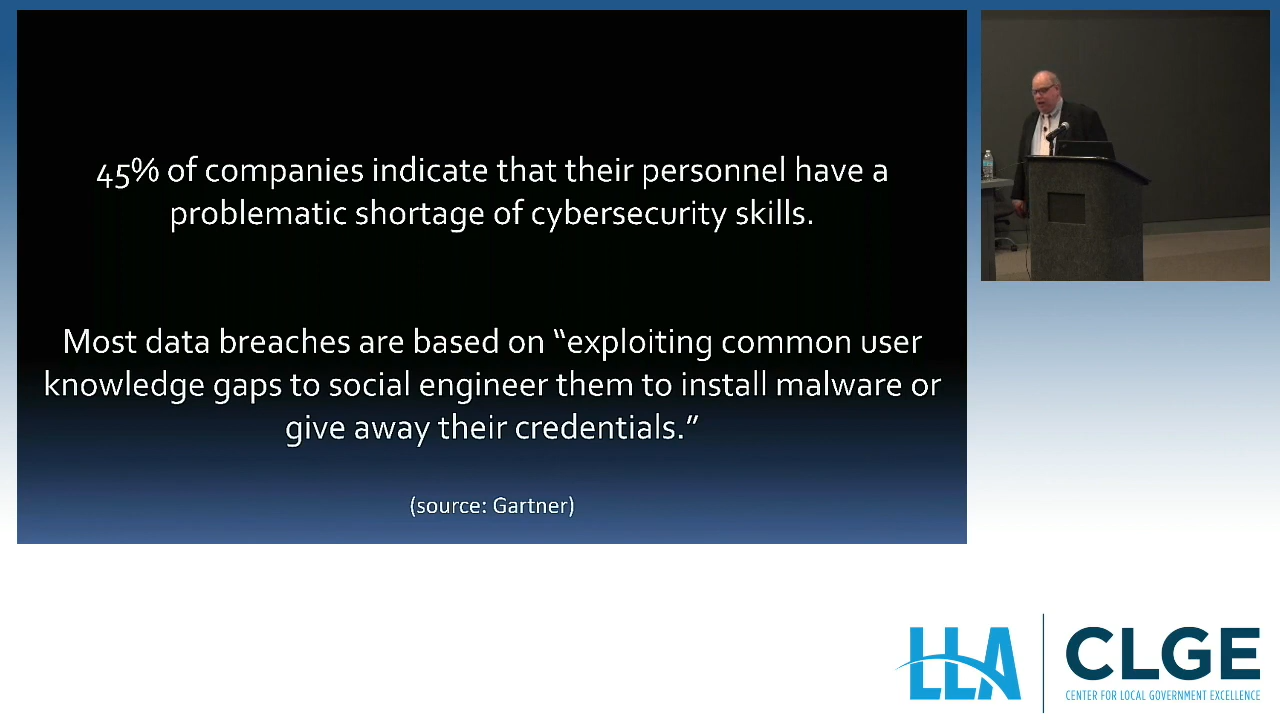 45% of companies indicate that their personnel have a
problematic shortage of cybersecurity skills.
Most data breaches are based on “exploiting common user
knowledge gaps to social engineer them to install malware or
give away their credentials.”
(source: Gartner)
LLA
CLGE
CENTER FOR LOCAL GOVERNMENT EXCELLENCE